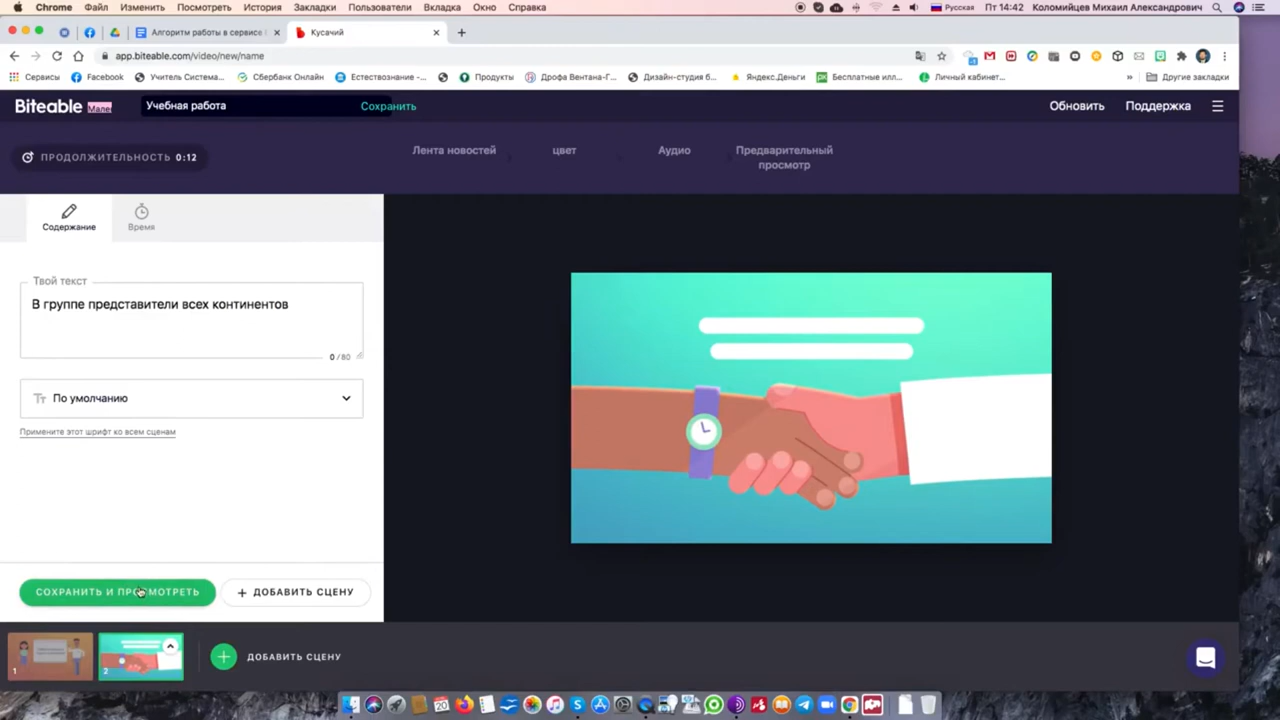 Chrome Файл Изменить Посмотреть История Закладки Пользователи Вкладка Окно Справка Русская Пт 14:42 Коломийцев Михаил Александрович
Алгоритм работы в сервисе Кусачий
app.biteable.com/video/new/name
Сервисы Facebook Учитель Систем... Сбербанк Онлайн Естествознание -... Продукты Дрофа Вентана-Г... Дизайн-студия б... Яндекс.Деньги Бесплатные илл... Личный кабинет... » Другие закладки
Biteable Мале Учебная работа Сохранить Обновить Поддержка
ПРОДОЛЖИТЕЛЬНОСТЬ 0:12 Лента новостей цвет Аудио Предварительный
просмотр
Содержание Время
Твой текст
В группе представители всех континентов
0/80
По умолчанию
Примените этот шрифт ко всем сценам
СОХРАНИТЬ И ПРОСМОТРЕТЬ + ДОБАВИТЬ СЦЕНУ
1 2 ДОБАВИТЬ СЦЕНУ